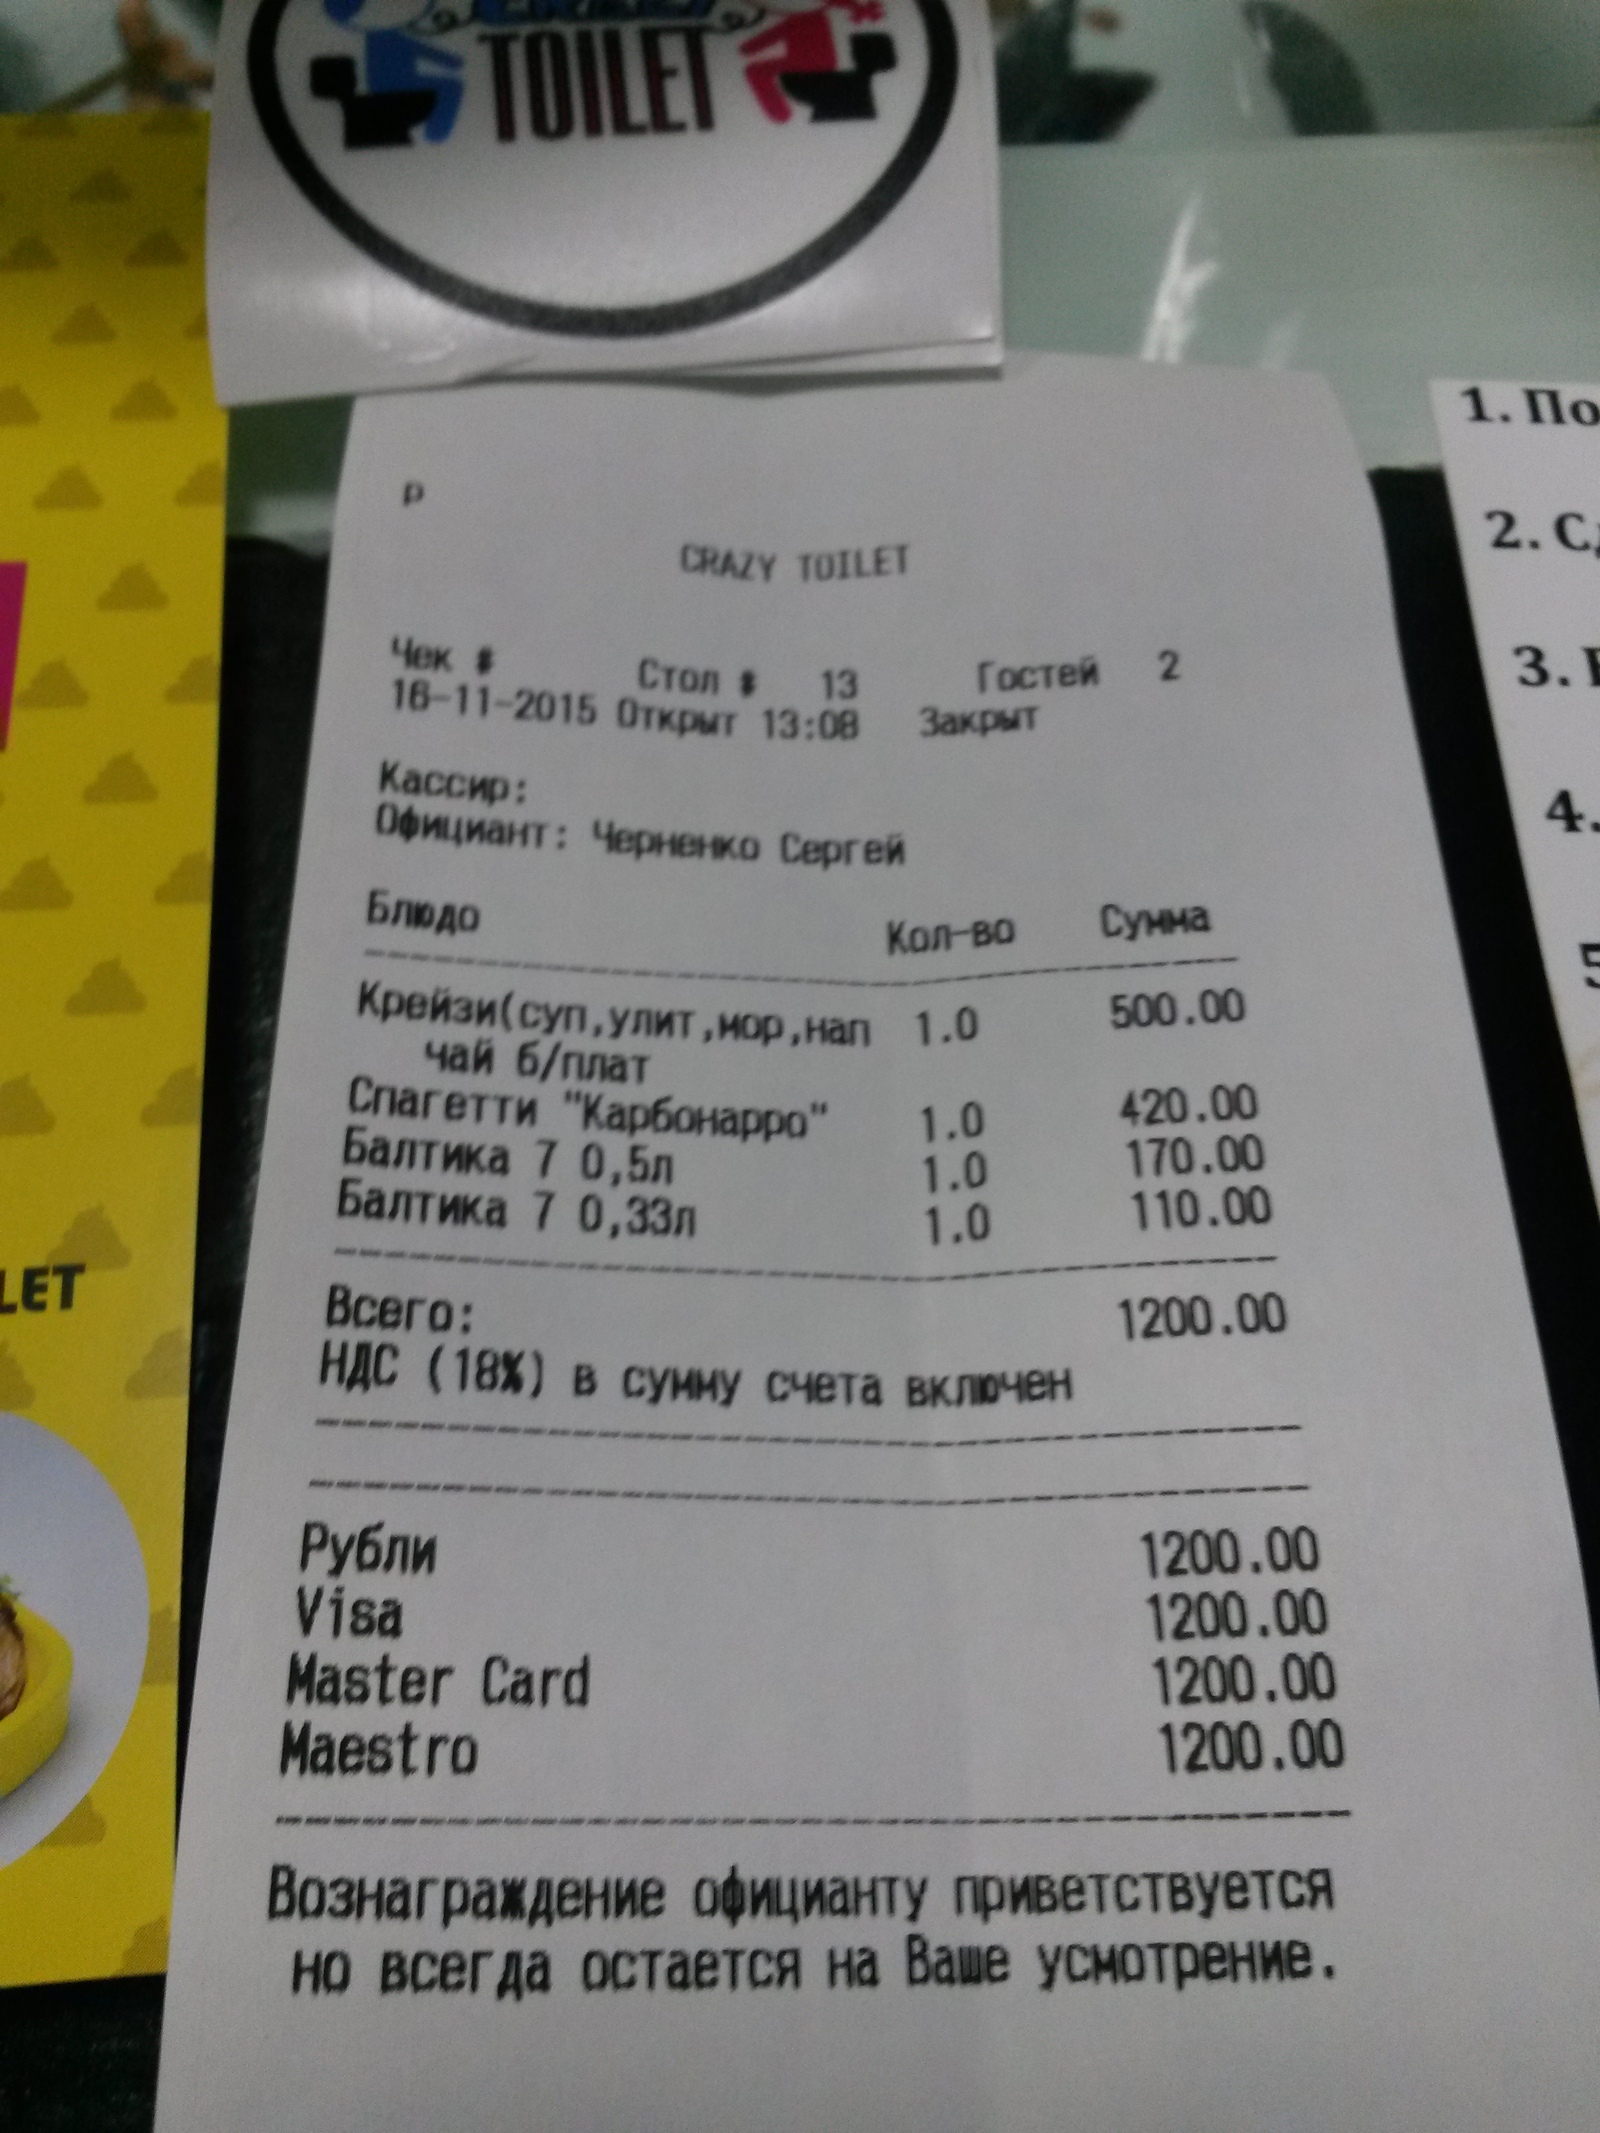 TOILET
P
CRAZY TOILET
Чек # Стол # 13 Гостей 2
16-11-2015 Открыт 13:08 Закрыт
Кассир:
Официант: Черненко Сергей
Блюдо Кол-во Сумма
Крейзи(суп,улит,мор,нап 1.0 500.00
чай б/плат
Спагетти "Карбонарро" 1.0 420.00
Балтика 7 0,5л 1.0 170.00
Балтика 7 0,33л 1.0 110.00
Всего: 1200.00
НДС (18%) в сумму счета включен
Рубли 1200.00
Visa 1200.00
Master Card 1200.00
Maestro 1200.00
Вознаграждение официанту приветствуется
но всегда остается на Ваше усмотрение.
LET
1. По
2. С
3.
4.
5